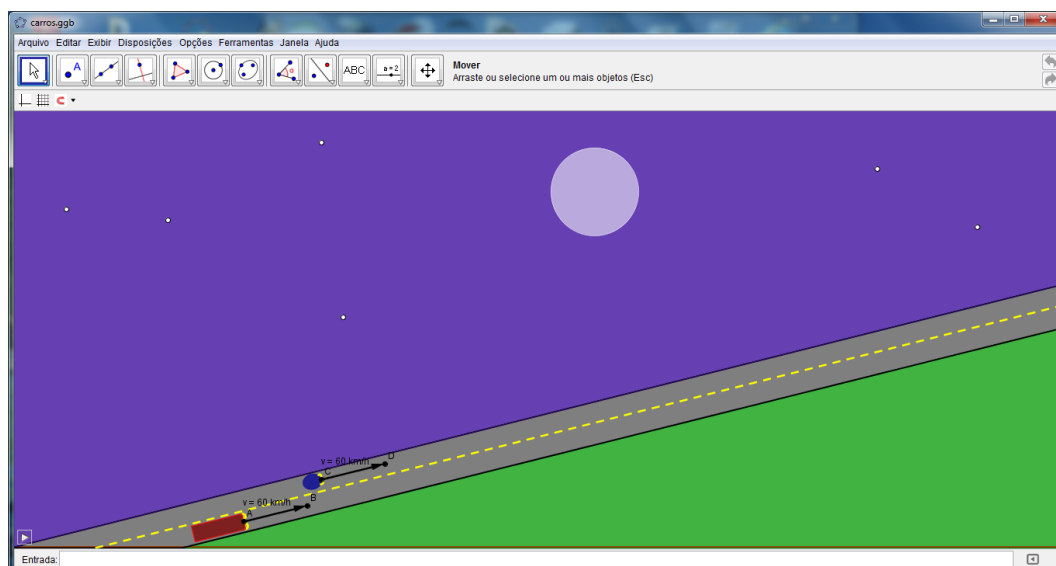 carros.ggb
Arquivo Editar Exibir Disposições Opções Ferramentas Janela Ajuda
A
ABC
a=2
Mover
Arraste ou selecione um ou mais objetos (Esc)
v = 60 km/h
D
C
v = 60 km/h
B
A
Entrada: